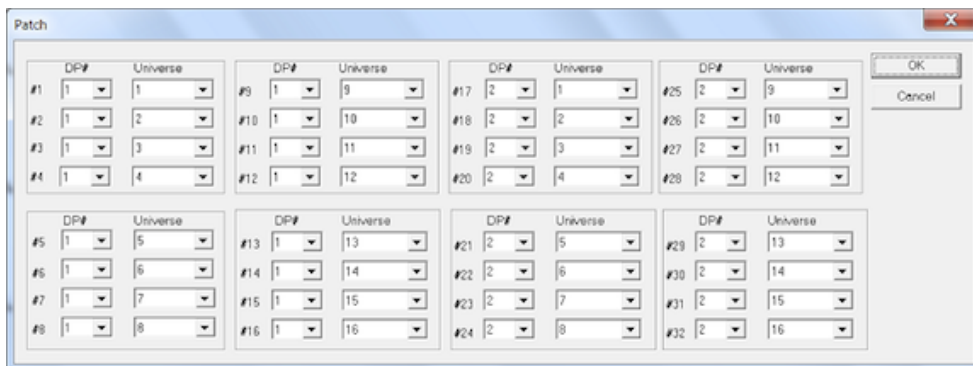 Patch
DP# Universe DP# Universe DP# Universe DP# Universe OK
#1 1 1 #9 1 9 #17 2 1 #25 2 9 Cancel
#2 1 2 #10 1 10 #18 2 2 #26 2 10
#3 1 3 #11 1 11 #19 2 3 #27 2 11
#4 1 4 #12 1 12 #20 2 4 #28 2 12
DP# Universe DP# Universe DP# Universe DP# Universe
#5 1 5 #13 1 13 #21 2 5 #29 2 13
#6 1 6 #14 1 14 #22 2 6 #30 2 14
#7 1 7 #15 1 15 #23 2 7 #31 2 15
#8 1 8 #16 1 16 #24 2 8 #32 2 16